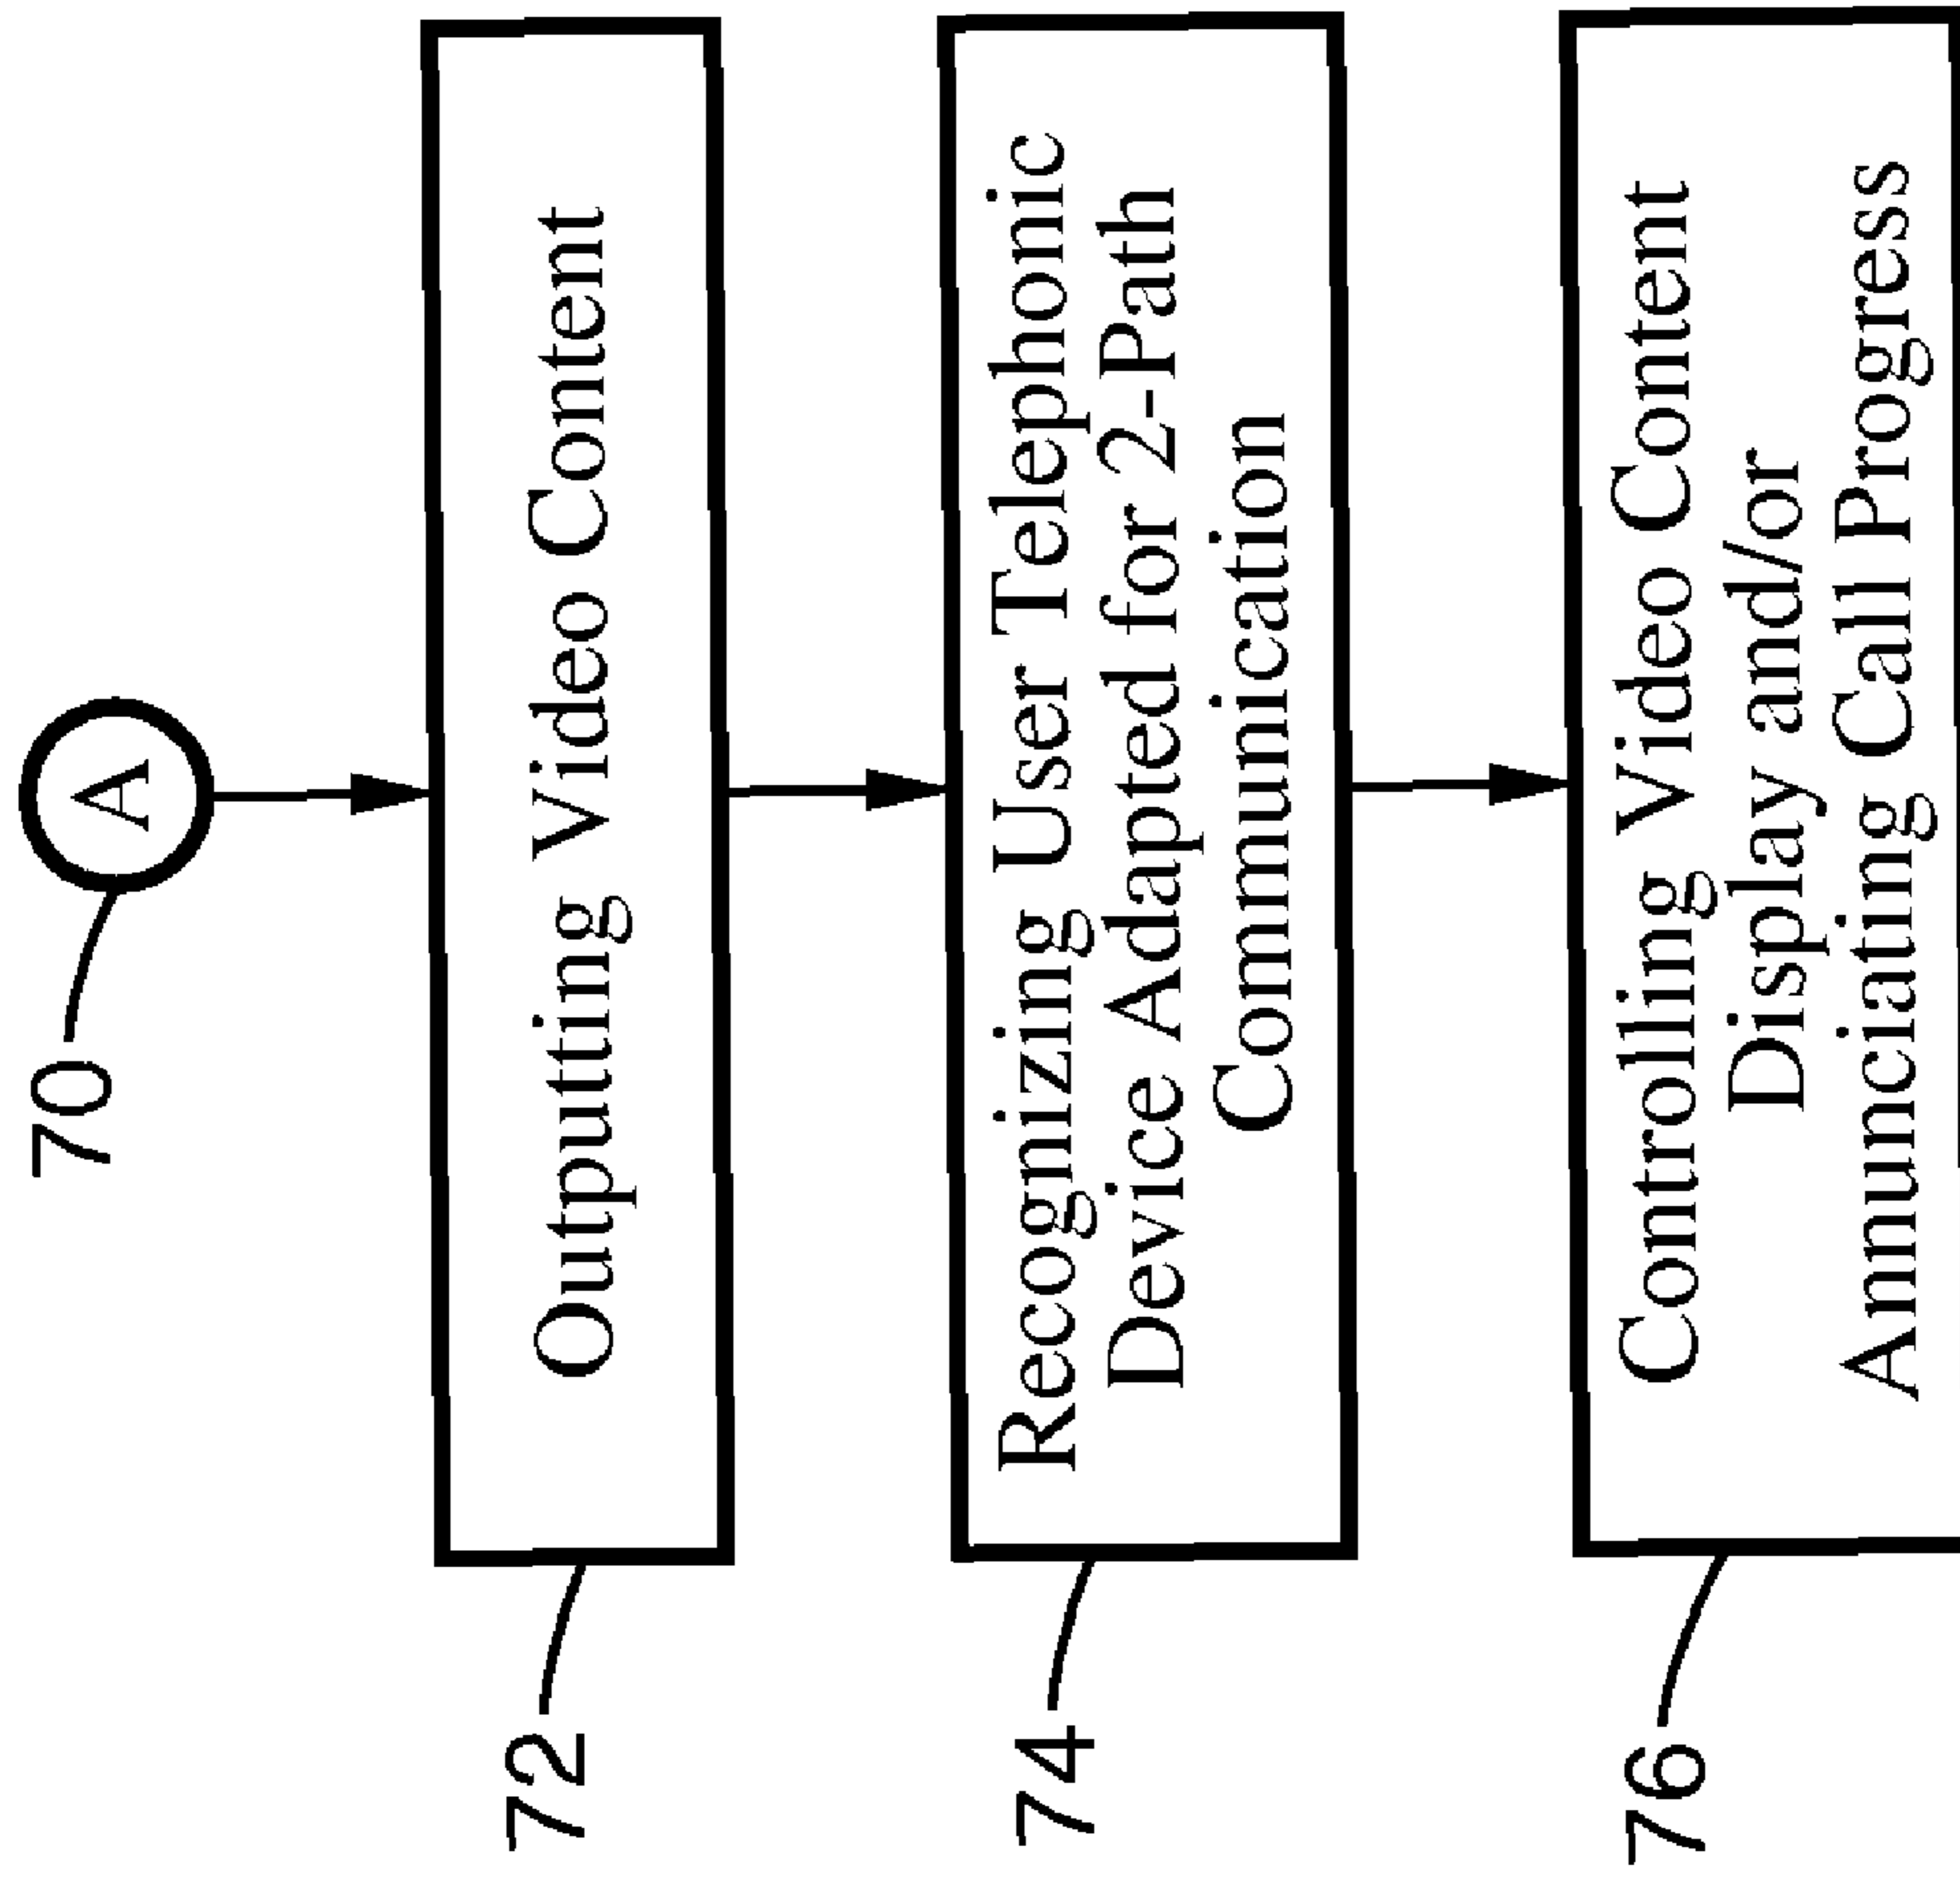 70
A
72
Outputting Video Content
74
Recognizing User Telephonic
Device Adapted for 2-Path
Communication
76
Controlling Video Content
Display and/or
Annunciating Call Progress